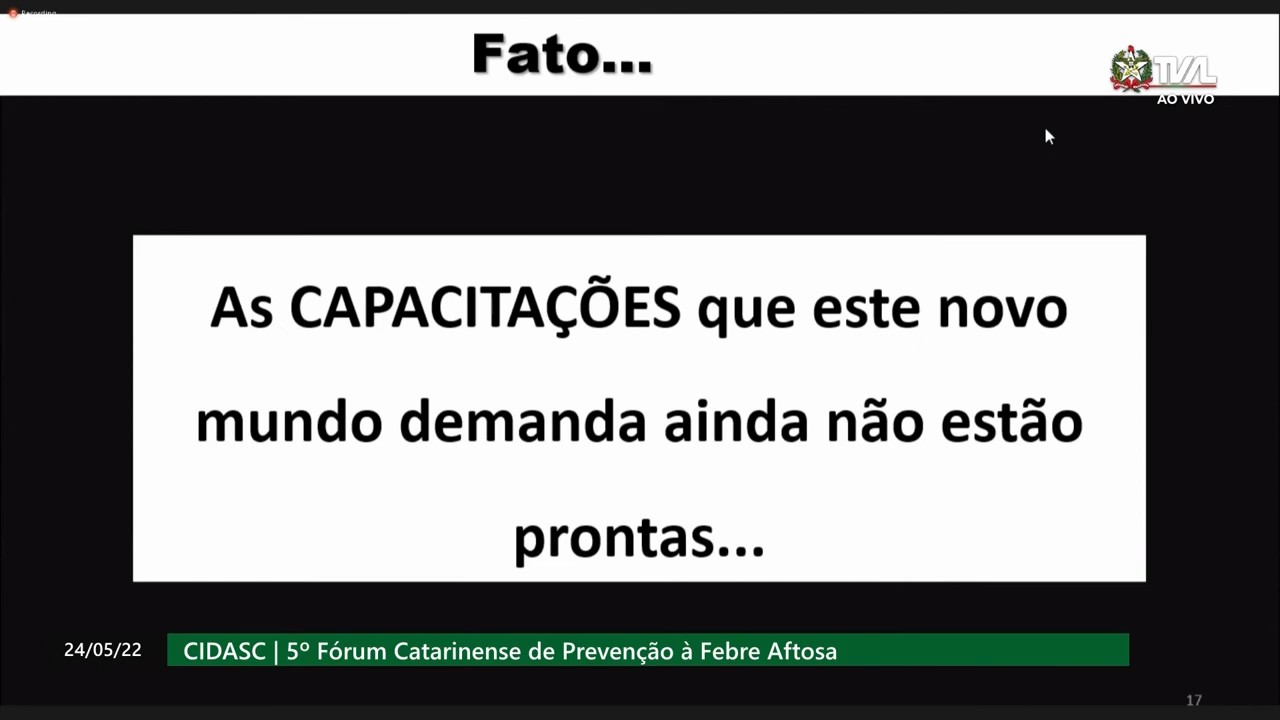 Recording
Fato...
TVAL
AO VIVO
As CAPACITAÇÕES que este novo
mundo demanda ainda não estão
prontas...
24/05/22
CIDASC | 5º Fórum Catarinense de Prevenção à Febre Aftosa
17